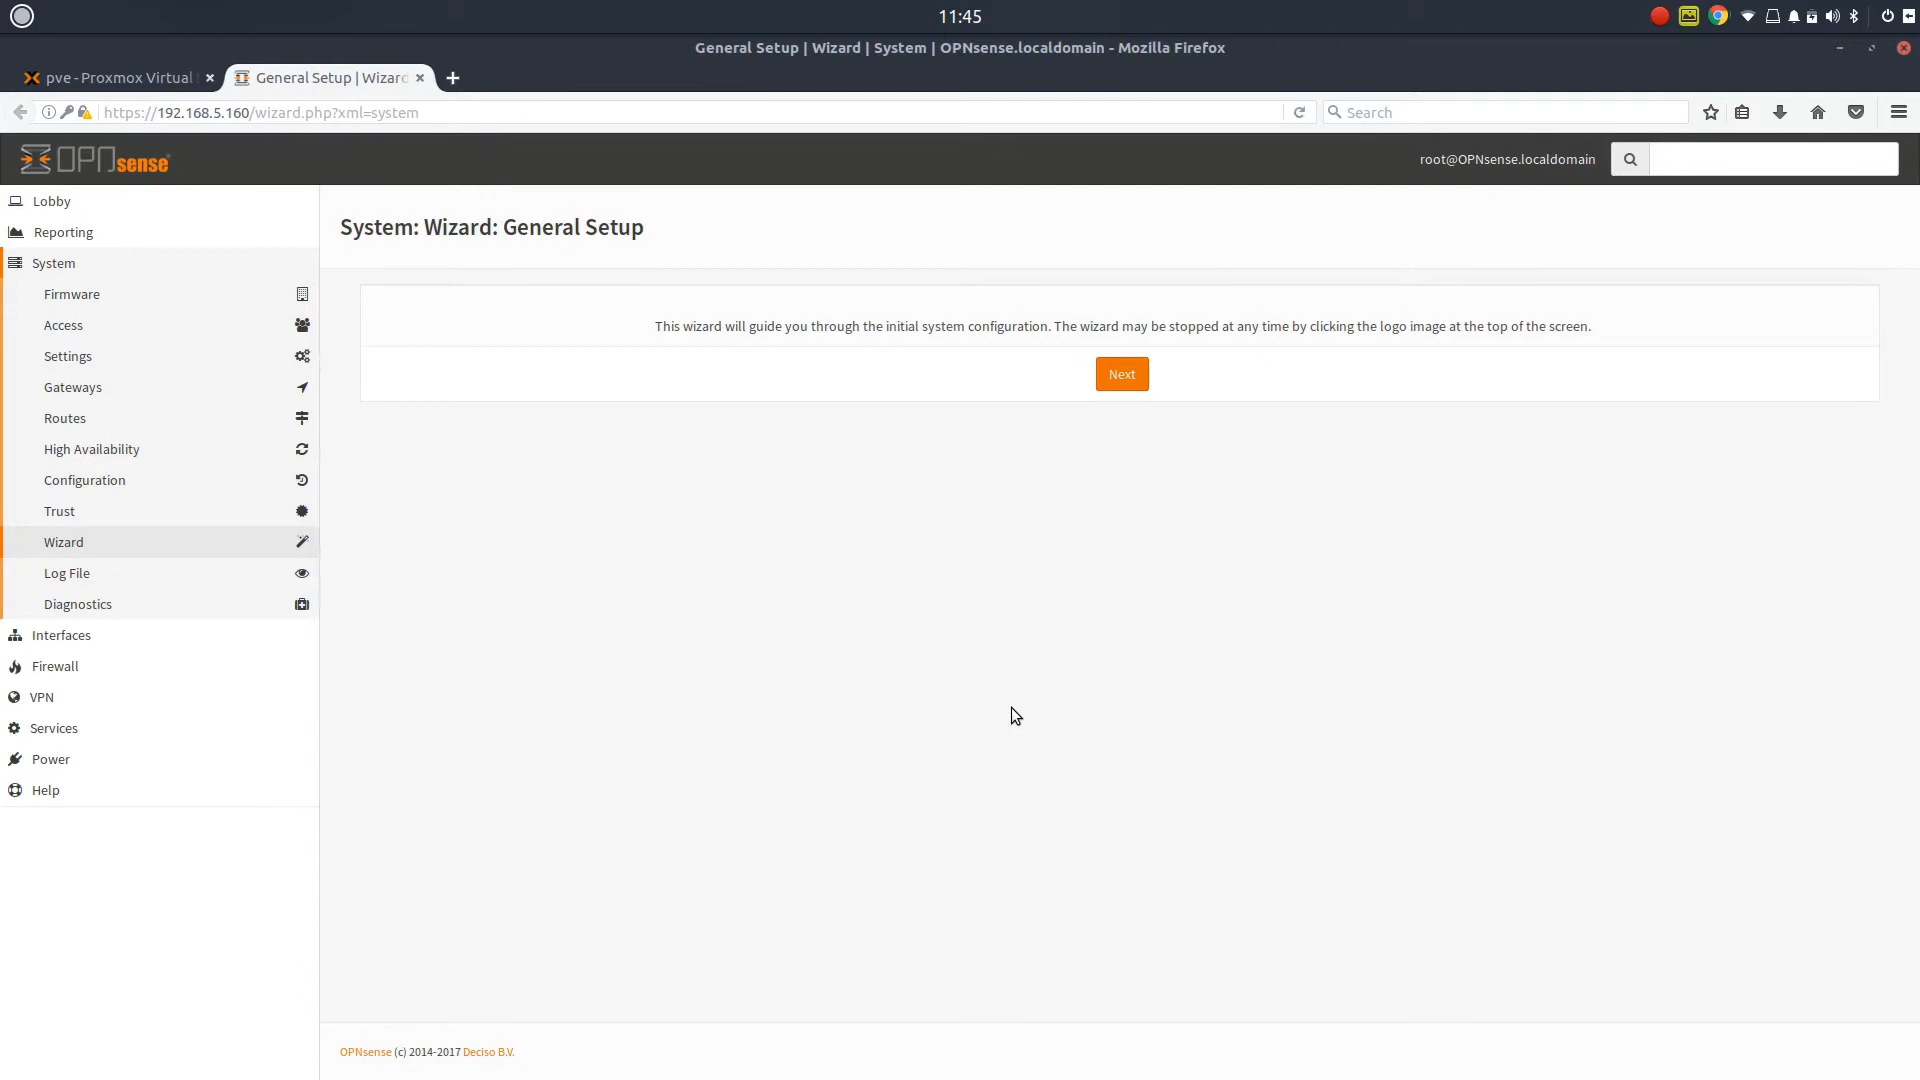 11:45
General Setup | Wizard | System | OPNsense.localdomain - Mozilla Firefox
pve - Proxmox Virtual
General Setup | Wizard
https://192.168.5.160/wizard.php?xml=system
Search
OPNsense
root@OPNsense.localdomain
Lobby
Reporting
System
Firmware
Access
Settings
Gateways
Routes
High Availability
Configuration
Trust
Wizard
Log File
Diagnostics
Interfaces
Firewall
VPN
Services
Power
Help
System: Wizard: General Setup
This wizard will guide you through the initial system configuration. The wizard may be stopped at any time by clicking the logo image at the top of the screen.
Next
OPNsense (c) 2014-2017 Deciso B.V.